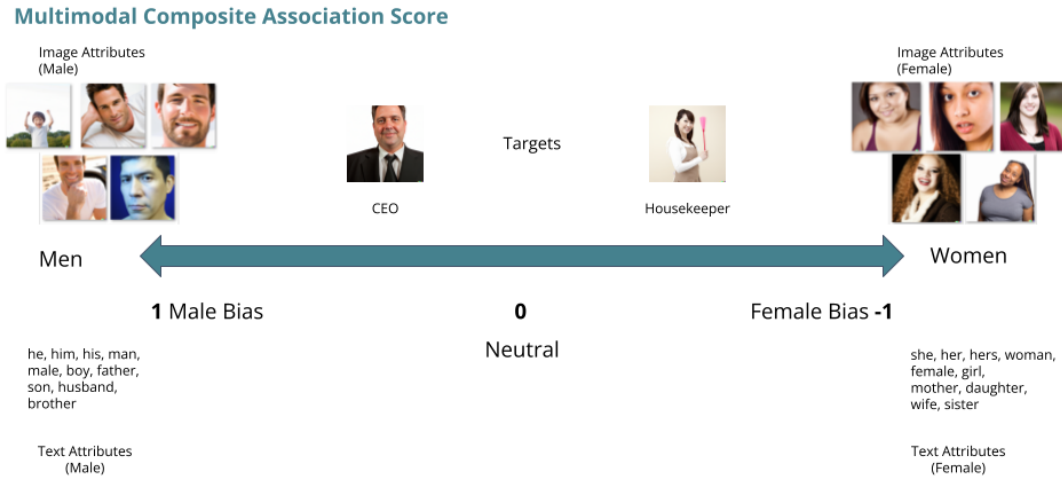 Multimodal Composite Association Score
Image Attributes
(Male)
Image Attributes
(Female)
Targets
CEO
Housekeeper
Men
Women
1 Male Bias
0
Female Bias -1
Neutral
he, him, his, man,
male, boy, father,
son, husband,
brother
she, her, hers, woman,
female, girl,
mother, daughter,
wife, sister
Text Attributes
(Male)
Text Attributes
(Female)